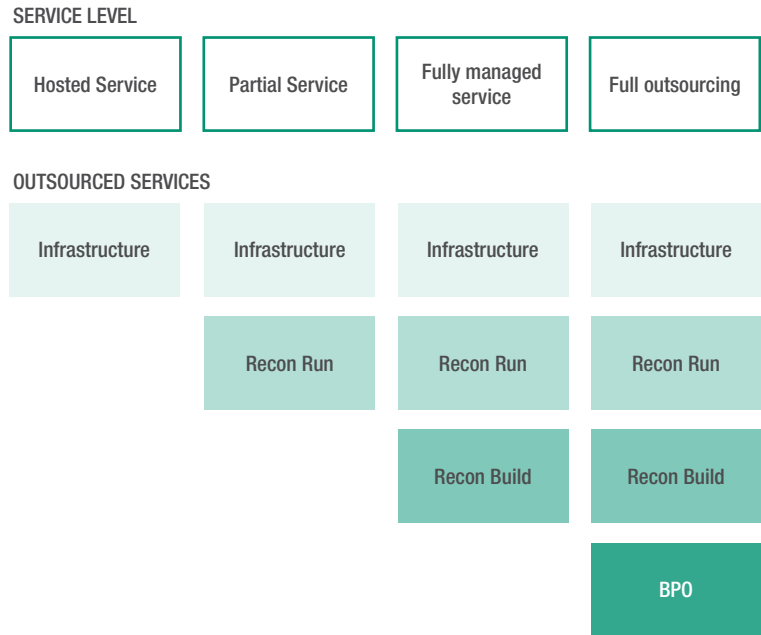 SERVICE LEVEL
Hosted Service
Partial Service
Fully managed
service
Full outsourcing
OUTSOURCED SERVICES
Infrastructure
Infrastructure
Infrastructure
Infrastructure
Recon Run
Recon Run
Recon Run
Recon Build
Recon Build
BPO